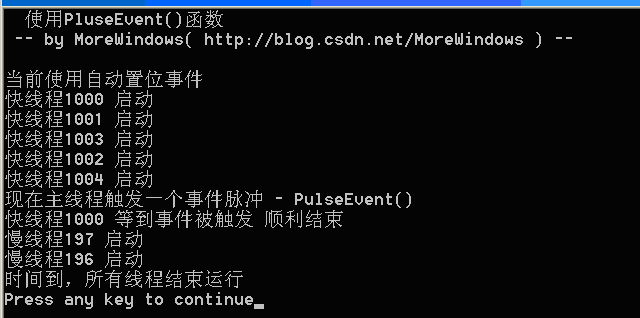 使用PluseEvent()函数
-- by MoreWindows( http://blog.csdn.net/MoreWindows ) --
当前使用自动置位事件
快线程1000 启动
快线程1001 启动
快线程1003 启动
快线程1002 启动
快线程1004 启动
现在主线程触发一个事件脉冲 - PulseEvent()
快线程1000 等到事件被触发 顺利结束
慢线程197 启动
慢线程196 启动
时间到，所有线程结束运行
Press any key to continue_